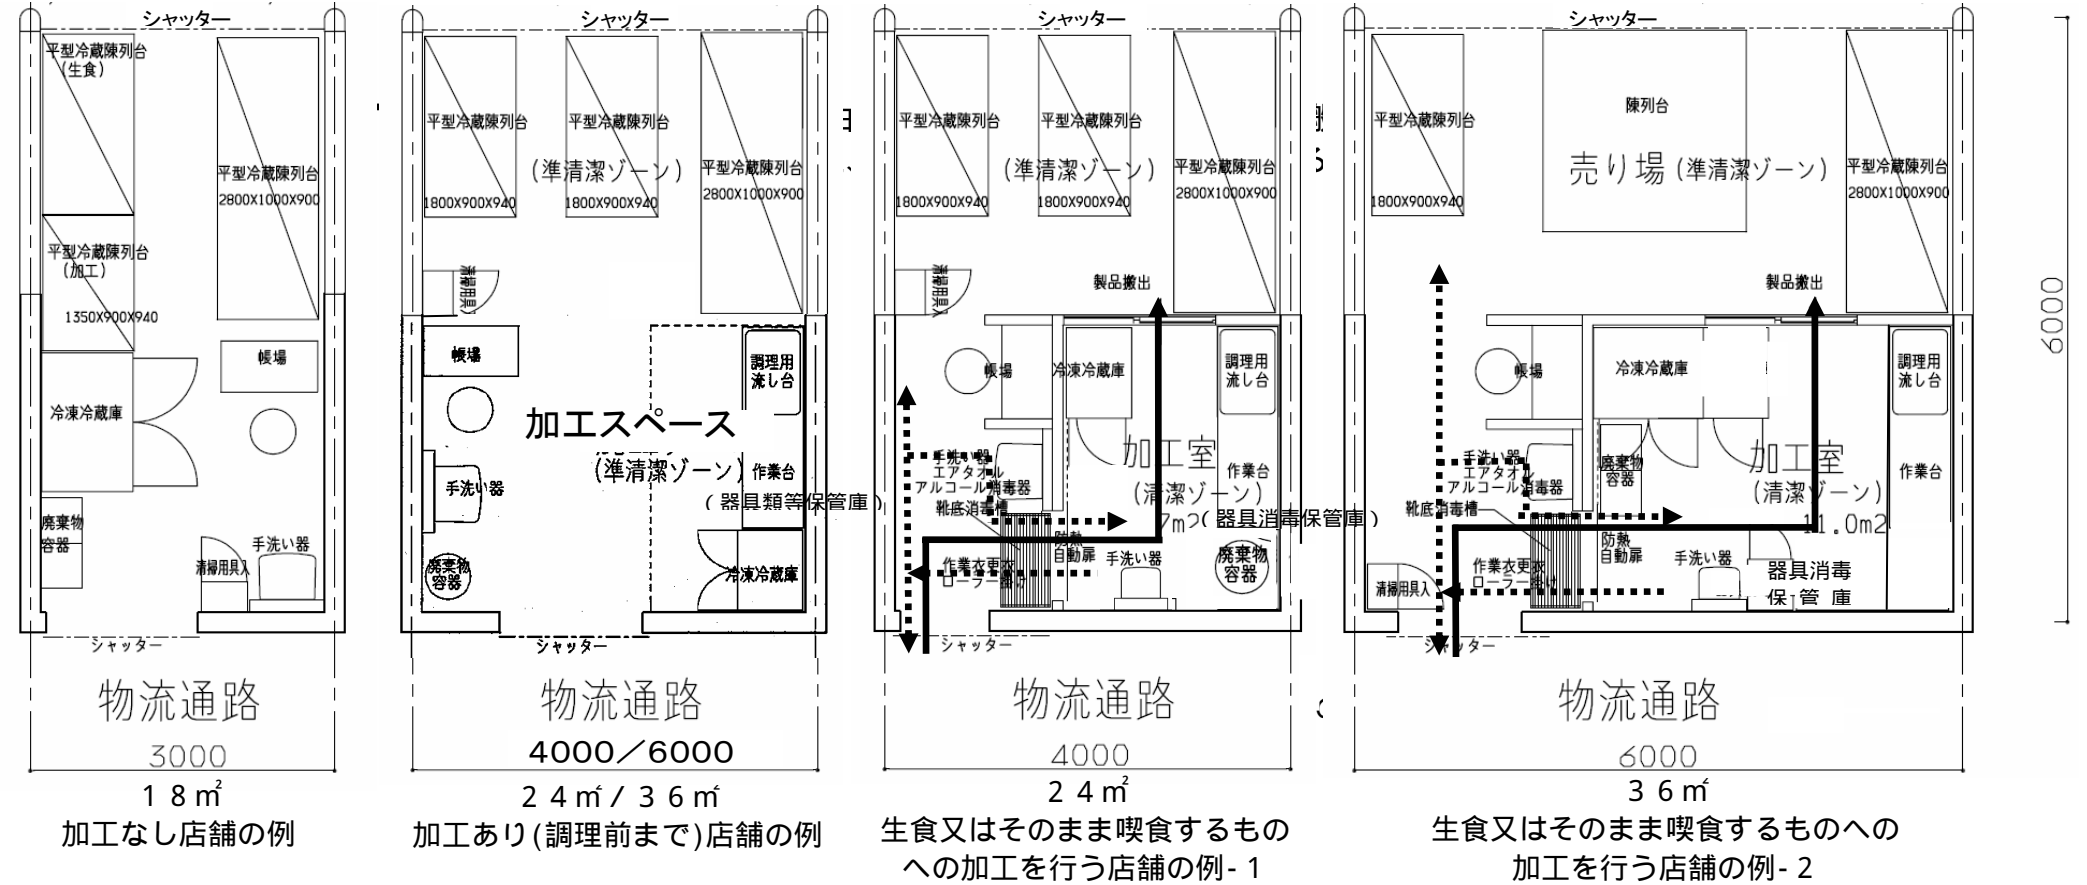 シャッター
平型冷蔵陳列台
(生食)
平型冷蔵陳列台
2800X1000X900
平型冷蔵陳列台
(加工)
1350X900X940
帳場
冷凍冷蔵庫
廃棄物
容器
清掃用具入
手洗い器
シャッター
物流通路
3000
18㎡
加工なし店舗の例
シャッター
平型冷蔵陳列台
1800X900X940
平型冷蔵陳列台
1800X900X940
(準清潔ゾーン)
平型冷蔵陳列台
2800X1000X900
清掃用具入
帳場
調理用
流し台
加工スペース
(準清潔ゾーン)
作業台
手洗い器
(器具類等保管庫)
廃棄物
容器
冷凍冷蔵庫
シャッター
物流通路
4000/6000
24㎡/36㎡
加工あり(調理前まで)店舗の例
シャッター
平型冷蔵陳列台
1800X900X940
平型冷蔵陳列台
1800X900X940
(準清潔ゾーン)
平型冷蔵陳列台
2800X1000X900
清掃用具入
製品搬出
帳場
冷凍冷蔵庫
調理用
流し台
加工室
(清潔ゾーン)
作業台
手洗い器
エアタオル
アルコール消毒器
靴底消毒槽
(器具消毒保管庫)
防熱
自動扉
手洗い器
廃棄物
容器
作業衣更衣
ローラー掛け
シャッター
物流通路
4000
24㎡
生食又はそのまま喫食するもの
への加工を行う店舗の例-1
シャッター
平型冷蔵陳列台
1800X900X940
陳列台
売り場(準清潔ゾーン)
平型冷蔵陳列台
2800X1000X900
製品搬出
帳場
冷凍冷蔵庫
調理用
流し台
廃棄物
容器
加工室
(清潔ゾーン)
11.0m2
作業台
手洗い器
エアタオル
アルコール消毒器
靴底消毒槽
防熱
自動扉
手洗い器
器具消毒
保管庫
作業衣更衣
ローラー掛け
清掃用具入
シャッター
物流通路
6000
6000
36㎡
生食又はそのまま喫食するものへの
加工を行う店舗の例-2